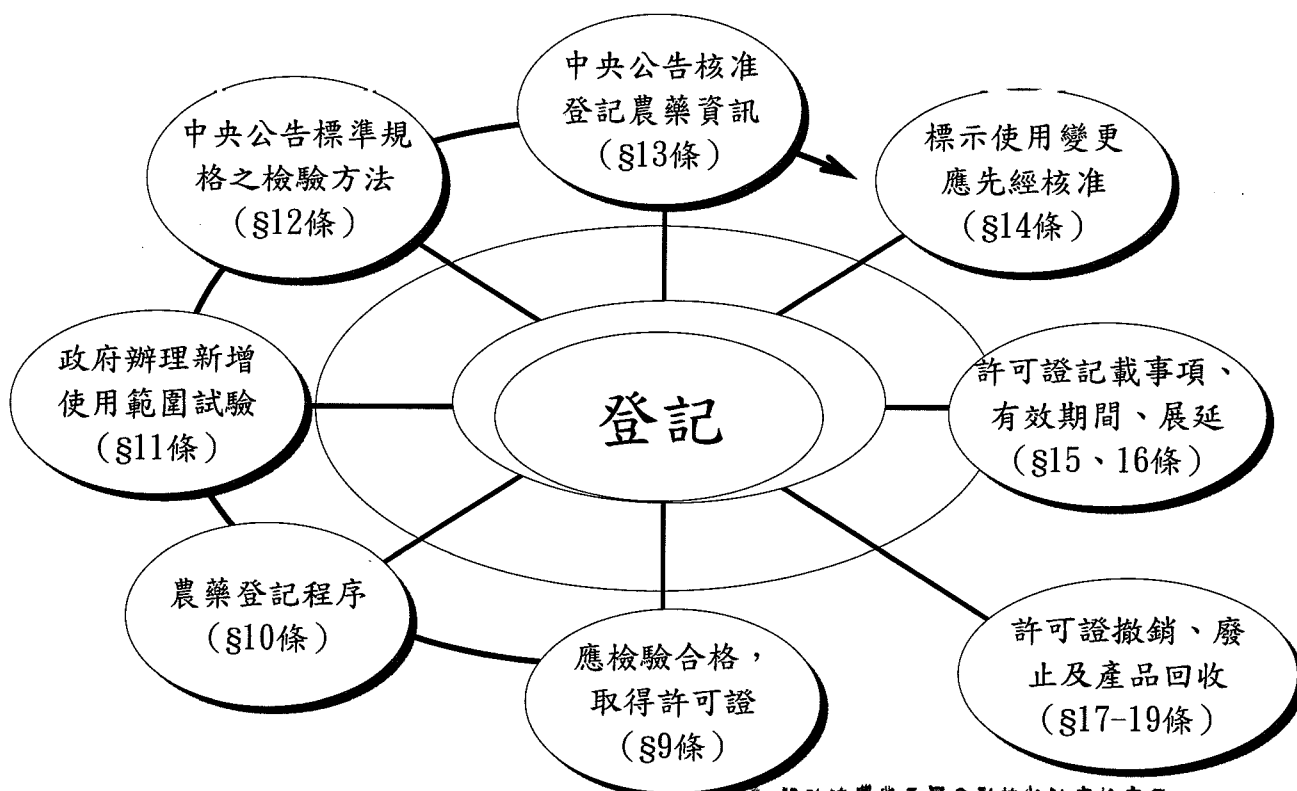 中央公告核准
登記農藥資訊
(§13條)
標示使用變更
應先經核准
(§14條)
中央公告標準規
格之檢驗方法
(§12條)
政府辦理新增
使用範圍試驗
(§11條)
登記
許可證記載事項、
有效期間、展延
(§15、16條)
農藥登記程序
(§10條)
應檢驗合格，
取得許可證
(§9條)
許可證撤銷、廢
止及產品回收
(§17-19條)